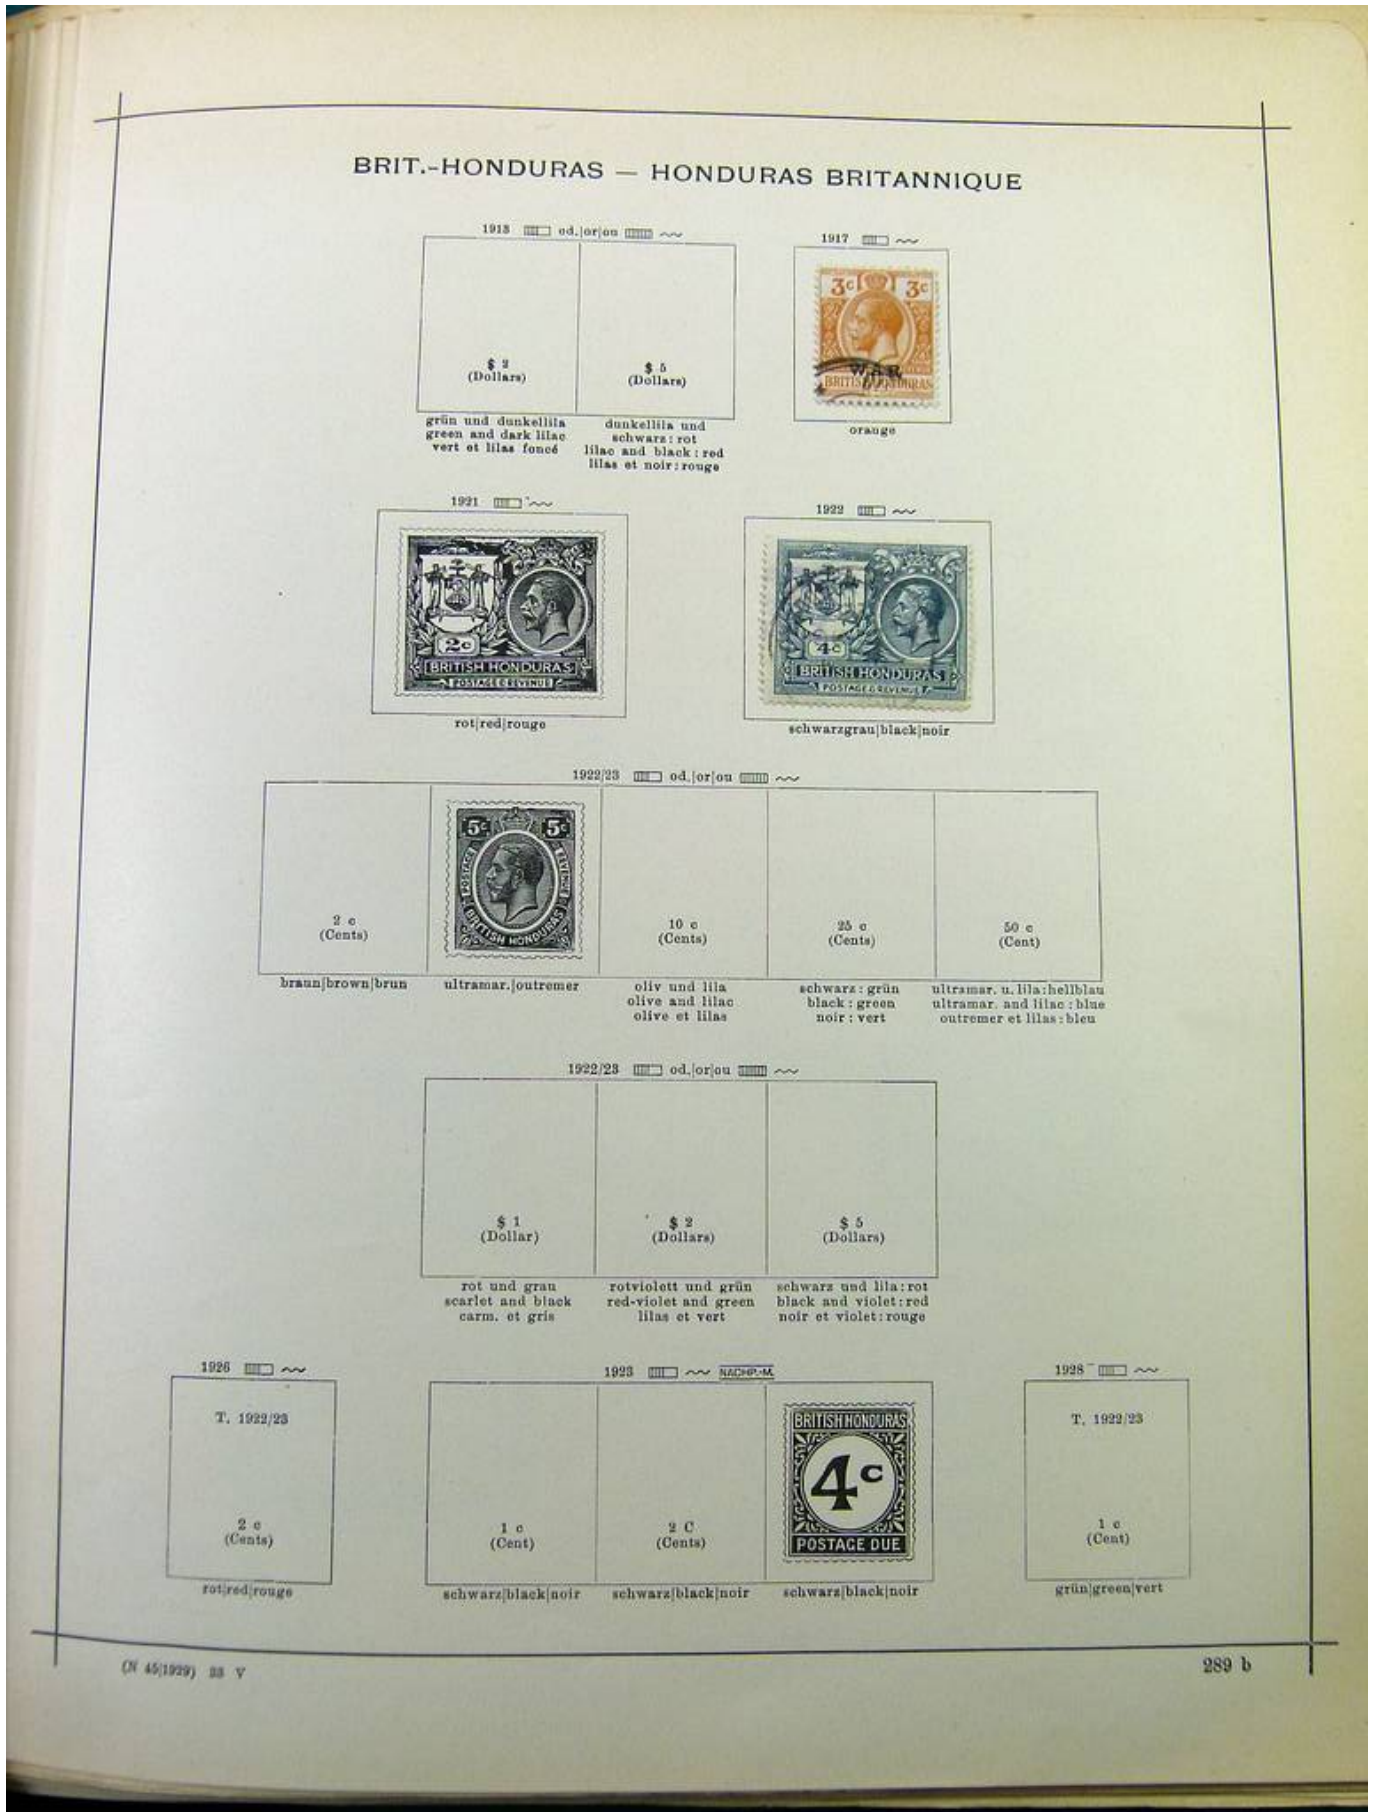 BRIT.-HONDURAS — HONDURAS BRITANNIQUE
1913 od.|or|ou
1917
$ 2
(Dollars)
$ 5
(Dollars)
3c 3c
WAR
BRITISH HONDURAS
grün und dunkellila
green and dark lilac
vert et lilas foncé
dunkellila und
schwarz : rot
lilac and black : red
lilas et noir : rouge
orange
1921
1922
2c
BRITISH HONDURAS
POSTAGE & REVENUE
4c
BRITISH HONDURAS
POSTAGE & REVENUE
rot|red|rouge
schwarzgrau|black|noir
1922/23 od.|or|ou
2 c
(Cents)
5c 5c
POSTAGE REVENUE
BRITISH HONDURAS
10 c
(Cents)
25 c
(Cents)
50 c
(Cent)
braun|brown|brun
ultramar.|outremer
oliv und lila
olive and lilac
olive et lilas
schwarz : grün
black : green
noir : vert
ultramar. u. lila : hellblau
ultramar. and lilac : blue
outremer et lilas : bleu
1922/23 od.|or|ou
$ 1
(Dollar)
$ 2
(Dollars)
$ 5
(Dollars)
rot und grau
scarlet and black
carm. et gris
rotviolett und grün
red-violet and green
lilas et vert
schwarz und lila : rot
black and violet : red
noir et violet : rouge
1926
1923 NACHP.-M.
1928
T. 1922/23
2 c
(Cents)
1 c
(Cent)
2 C
(Cents)
BRITISH HONDURAS
4c
POSTAGE DUE
T. 1922/23
1 c
(Cent)
rot|red|rouge
schwarz|black|noir
schwarz|black|noir
schwarz|black|noir
grün|green|vert
(N 45|1929) 33 V
289 b